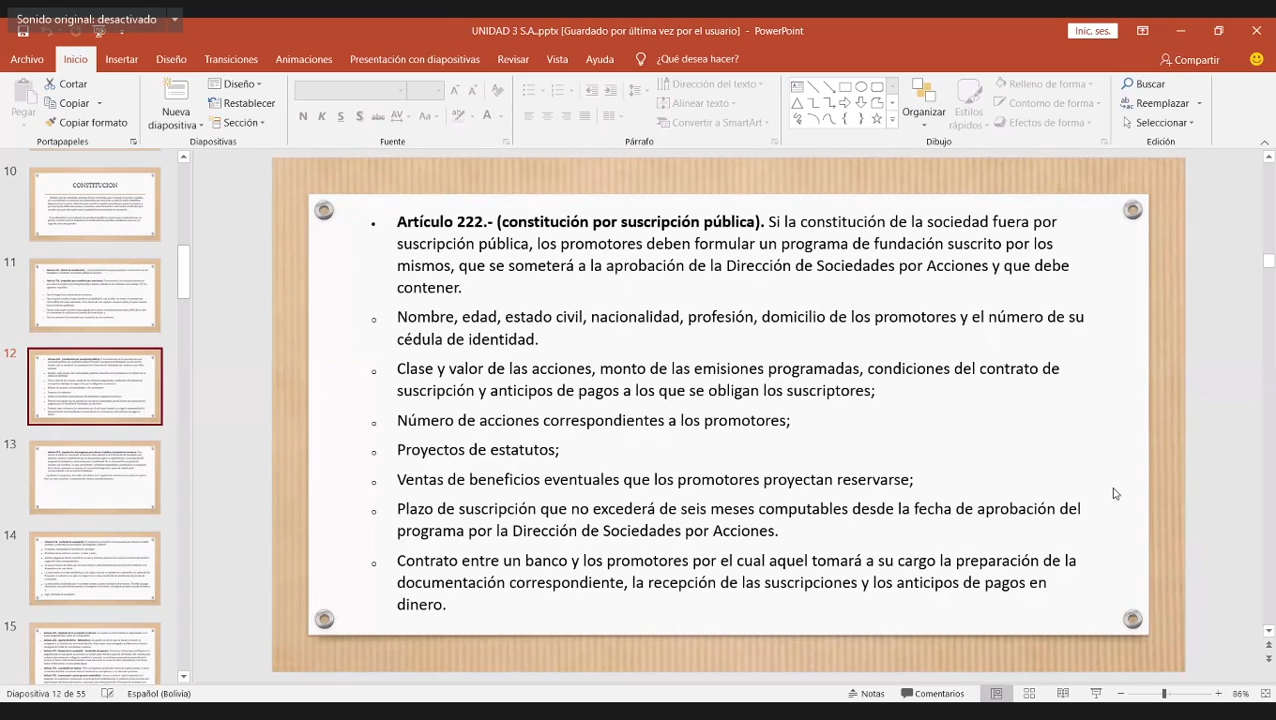 Sonido original: desactivado
UNIDAD 3 S.A..pptx [Guardado por última vez por el usuario] - PowerPoint
Inic. ses.
Archivo Inicio Insertar Diseño Transiciones Animaciones Presentación con diapositivas Revisar Vista Ayuda ¿Qué desea hacer? Compartir
Pegar
Cortar
Copiar
Copiar formato
Portapapeles
Nueva diapositiva
Diseño
Restablecer
Sección
Diapositivas
N K S S abc AV Aa A
Fuente
Dirección del texto
Alinear texto
Convertir a SmartArt
Párrafo
Organizar
Estilos rápidos
Relleno de forma
Contorno de forma
Efectos de forma
Dibujo
Buscar
Reemplazar
Seleccionar
Edición
10
CONSTITUCION
11
12
13
14
15
• Artículo 222.- (constitución por suscripción pública). Si la constitución de la sociedad fuera por
suscripción pública, los promotores deben formular un programa de fundación suscrito por los
mismos, que se someterá a la aprobación de la Dirección de Sociedades por Acciones y que debe
contener.
o Nombre, edad, estado civil, nacionalidad, profesión, domicilio de los promotores y el número de su
cédula de identidad.
o Clase y valor de las acciones, monto de las emisiones programadas, condiciones del contrato de
suscripción y anticipos de pagos a los que se obligan los suscriptores;
o Número de acciones correspondientes a los promotores;
o Proyectos de estatutos;
o Ventas de beneficios eventuales que los promotores proyectan reservarse;
o Plazo de suscripción que no excederá de seis meses computables desde la fecha de aprobación del
programa por la Dirección de Sociedades por Acciones.
o Contrato entre un banco y los promotores por el cual aquel tomará a su cargo la preparación de la
documentación correspondiente, la recepción de las suscripciones y los anticipos de pagos en
dinero.
Diapositiva 12 de 55 Español (Bolivia) Notas Comentarios 86%